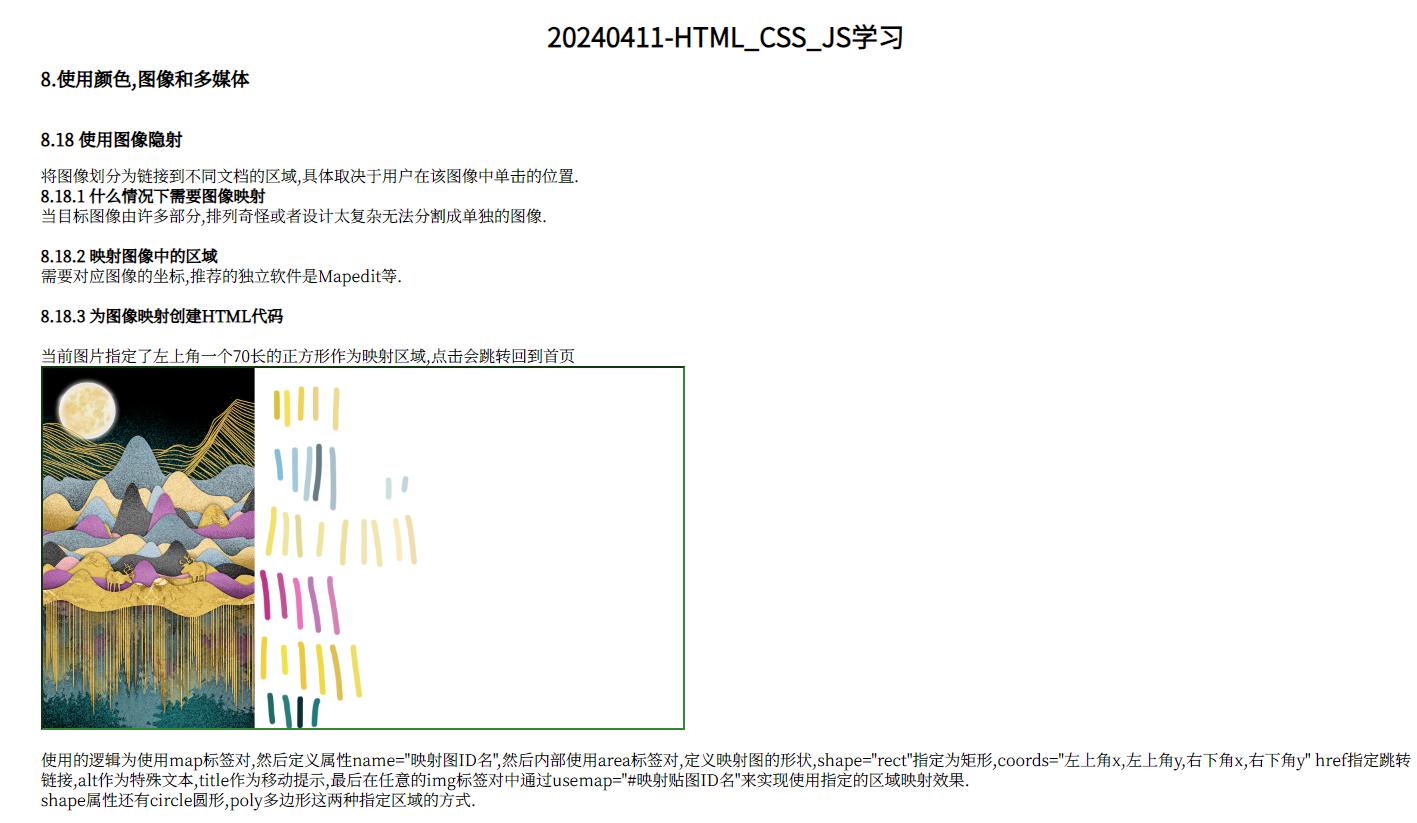 20240411-HTML_CSS_JS学习
8.使用颜色,图像和多媒体
8.18 使用图像隐射
将图像划分为链接到不同文档的区域,具体取决于用户在该图像中单击的位置.
8.18.1 什么情况下需要图像映射
当目标图像由许多部分,排列奇怪或者设计太复杂无法分割成单独的图像.
8.18.2 映射图像中的区域
需要对应图像的坐标,推荐的独立软件是Mapedit等.
8.18.3 为图像映射创建HTML代码
当前图片指定了左上角一个70长的正方形作为映射区域,点击会跳转回到首页
使用的逻辑为使用map标签对,然后定义属性name="映射图ID名",然后内部使用area标签对,定义映射图的形状,shape="rect"指定为矩形,coords="左上角x,左上角y,右下角x,右下角y" href指定跳转
链接,alt作为特殊文本,title作为移动提示,最后在任意的img标签对中通过usemap="#映射贴图ID名"来实现使用指定的区域映射效果.
shape属性还有circle圆形,poly多边形这两种指定区域的方式.